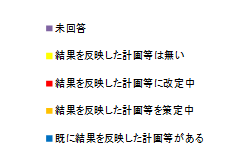 未回答
結果を反映した計画等は無い
結果を反映した計画等に改定中
結果を反映した計画等を策定中
既に結果を反映した計画等がある